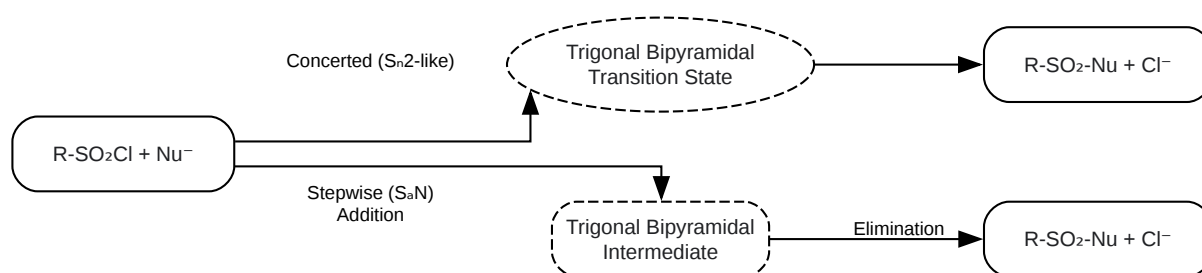 Concerted (Sₙ2-like)
Trigonal Bipyramidal
Transition State
R-SO₂-Nu + Cl⁻
R-SO₂Cl + Nu⁻
Stepwise (SₐN)
Addition
Trigonal Bipyramidal
Intermediate
Elimination
R-SO₂-Nu + Cl⁻